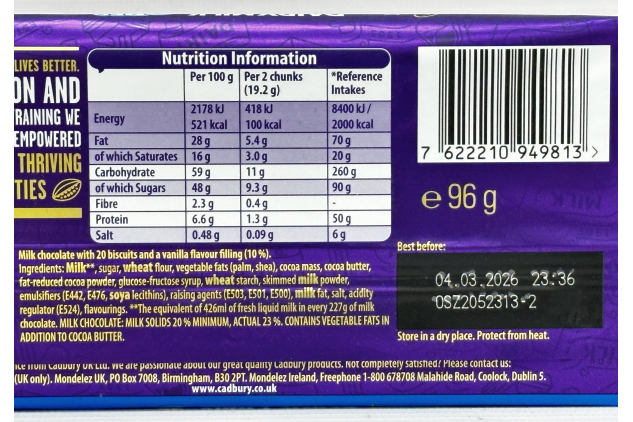 LIVES BETTER.
ON AND
RAINING WE
EMPOWERED
THRIVING
TIES
Nutrition Information
Per 100 g Per 2 chunks (19.2 g) *Reference Intakes
Energy 2178 kJ 418 kJ 8400 kJ /
521 kcal 100 kcal 2000 kcal
Fat 28 g 5.4 g 70 g
of which Saturates 16 g 3.0 g 20 g
Carbohydrate 59 g 11 g 260 g
of which Sugars 48 g 9.3 g 90 g
Fibre 2.3 g 0.4 g -
Protein 6.6 g 1.3 g 50 g
Salt 0.48 g 0.09 g 6 g
7 622210 949813 >
e 96 g
Best before:
04.03.2026 23:36
OSZ2052313-2
Store in a dry place. Protect from heat.
Milk chocolate with 20 biscuits and a vanilla flavour filling (10 %).
Ingredients: Milk**, sugar, wheat flour, vegetable fats (palm, shea), cocoa mass, cocoa butter,
fat-reduced cocoa powder, glucose-fructose syrup, wheat starch, skimmed milk powder,
emulsifiers (E442, E476, soya lecithins), raising agents (E503, E501, E500), milk fat, salt, acidity
regulator (E524), flavourings. **The equivalent of 426ml of fresh liquid milk in every 227g of milk
chocolate. MILK CHOCOLATE: MILK SOLIDS 20 % MINIMUM, ACTUAL 23 %. CONTAINS VEGETABLE FATS IN
ADDITION TO COCOA BUTTER.
from Cadbury UK Ltd. We are passionate about our great quality Cadbury products. Not completely satisfied? Please contact us:
(UK only). Mondelez UK, PO Box 7008, Birmingham, B30 2PT. Mondelez Ireland, Freephone 1-800 678708 Malahide Road, Coolock, Dublin 5.
www.cadbury.co.uk